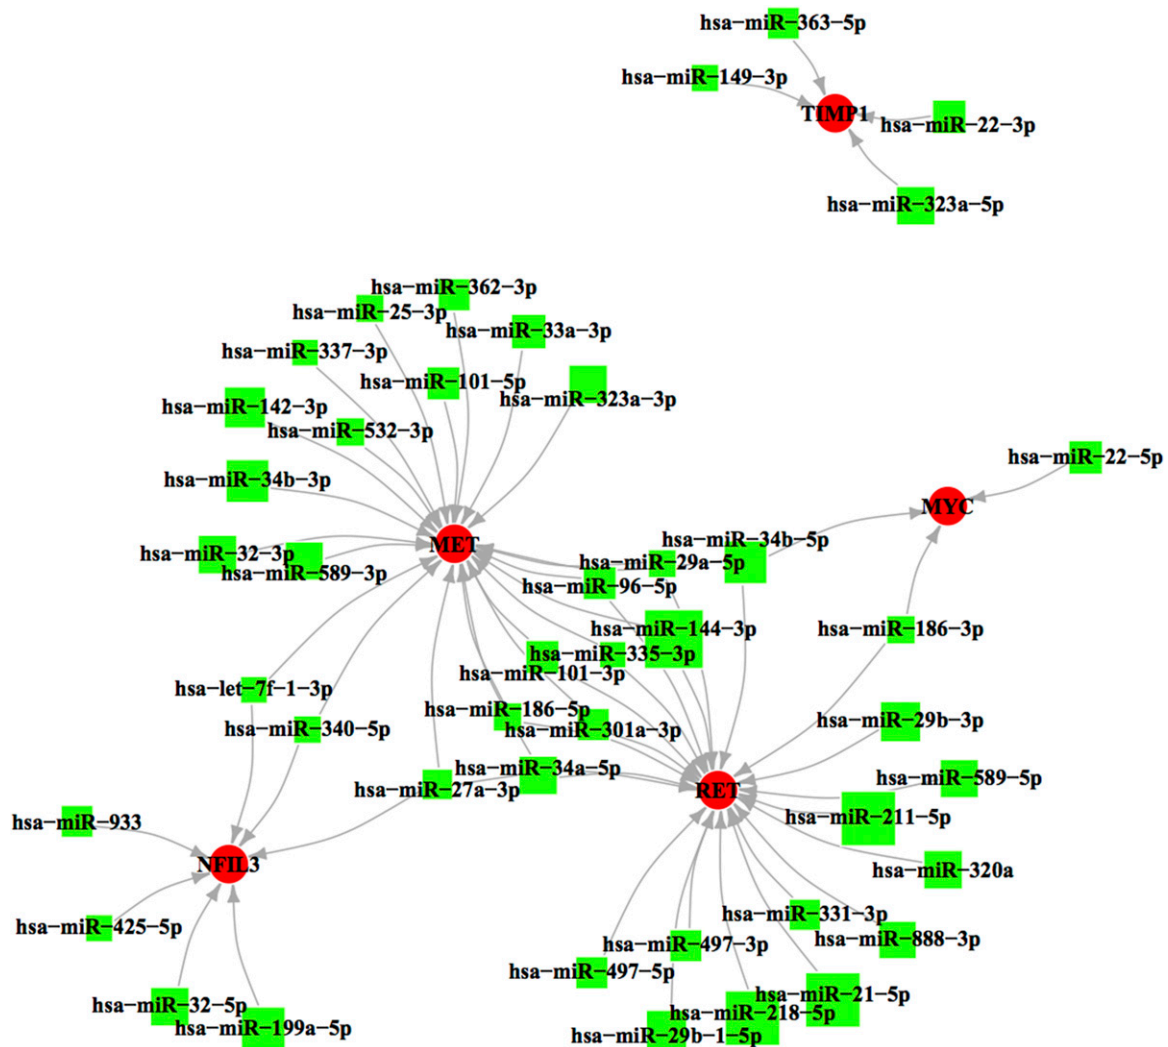 hsa−miR−363−5p
hsa−miR−149−3p
TIMP1
hsa−miR−22−3p
hsa−miR−323a−5p
hsa−miR−362−3p
hsa−miR−25−3p
hsa−miR−33a−3p
hsa−miR−337−3p
hsa−miR−101−5p
hsa−miR−323a−3p
hsa−miR−142−3p
hsa−miR−532−3p
hsa−miR−22−5p
hsa−miR−34b−3p
MYC
MET
hsa−miR−34b−5p
hsa−miR−32−3p
hsa−miR−29a−5p
hsa−miR−589−3p
hsa−miR−96−5p
hsa−miR−144−3p
hsa−miR−186−3p
hsa−miR−335−3p
hsa−miR−101−3p
hsa−let−7f−1−3p
hsa−miR−186−5p
hsa−miR−29b−3p
hsa−miR−340−5p
hsa−miR−301a−3p
hsa−miR−34a−5p
hsa−miR−589−5p
hsa−miR−27a−3p
RET
hsa−miR−211−5p
hsa−miR−933
NFIL3
hsa−miR−320a
hsa−miR−331−3p
hsa−miR−425−5p
hsa−miR−888−3p
hsa−miR−497−3p
hsa−miR−497−5p
hsa−miR−21−5p
hsa−miR−32−5p
hsa−miR−218−5p
hsa−miR−199a−5p
hsa−miR−29b−1−5p